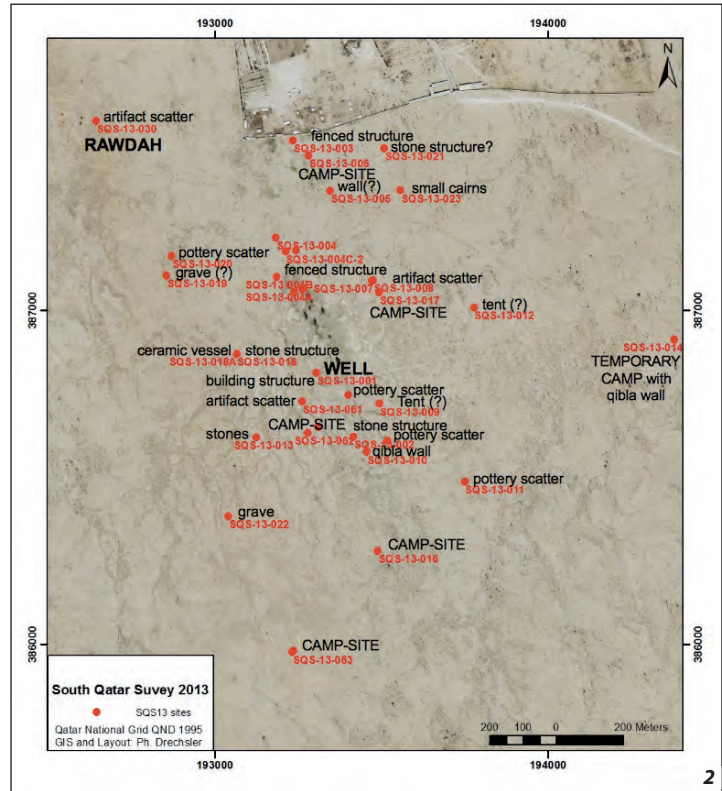 193000
194000
387000
386000
387000
386000
193000
194000
N
artifact scatter
SQS-13-030
RAWDAH
fenced structure
SQS-13-003
stone structure?
SQS-13-021
SQS-13-006
CAMP-SITE
wall(?)
SQS-13-005
small cairns
SQS-13-023
SQS-13-004
SQS-13-004C-2
pottery scatter
SQS-13-020
grave (?)
SQS-13-019
fenced structure
SQS-13-007
artifact scatter
SQS-13-008
SQS-13-017
CAMP-SITE
tent (?)
SQS-13-012
SQS-13-014
TEMPORARY
CAMP with
qibla wall
ceramic vessel
stone structure
SQS-13-018A
SQS-13-018
WELL
building structure
SQS-13-001
pottery scatter
artifact scatter
SQS-13-061
Tent (?)
SQS-13-009
CAMP-SITE
stone structure
stones
SQS-13-013
SQS-13-062
pottery scatter
qibla wall
SQS-13-010
pottery scatter
SQS-13-011
grave
SQS-13-022
CAMP-SITE
SQS-13-016
CAMP-SITE
SQS-13-063
South Qatar Suvey 2013
SQS13 sites
Qatar National Grid QND 1995
GIS and Layout: Ph. Drechsler
200 100 0 200 Meters
2